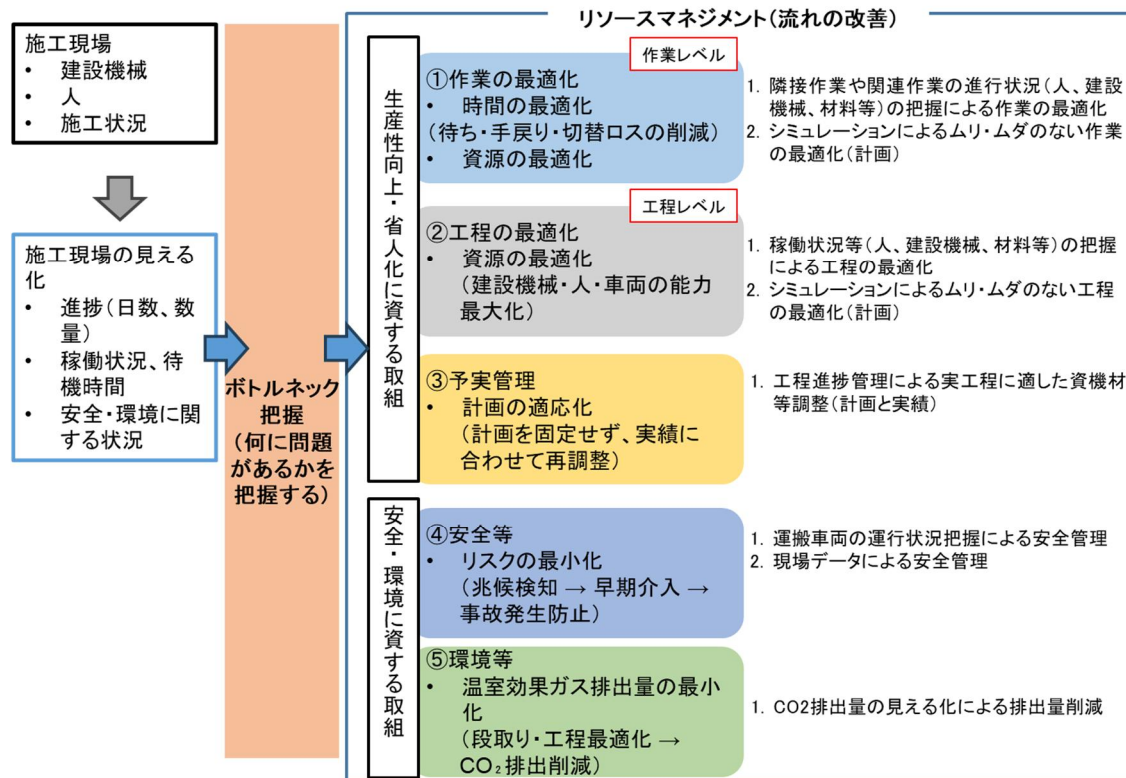 リソースマネジメント(流れの改善)
施工現場
• 建設機械
• 人
• 施工状況
施工現場の見える
化
• 進捗(日数、数
量)
• 稼働状況、待
機時間
• 安全・環境に関
する状況
ボトルネック
把握
(何に問題
があるかを
把握する)
生産性向上・省人化に資する取組
作業レベル
①作業の最適化
• 時間の最適化
(待ち・手戻り・切替ロスの削減)
• 資源の最適化
1. 隣接作業や関連作業の進行状況(人、建設
機械、材料等)の把握による作業の最適化
2. シミュレーションによるムリ・ムダのない作業
の最適化(計画)
工程レベル
②工程の最適化
• 資源の最適化
(建設機械・人・車両の能力
最大化)
1. 稼働状況等(人、建設機械、材料等)の把握
による工程の最適化
2. シミュレーションによるムリ・ムダのない工程
の最適化(計画)
③予実管理
• 計画の適応化
(計画を固定せず、実績に
合わせて再調整)
1. 工程進捗管理による実工程に適した資機材
等調整(計画と実績)
安全・環境に資する取組
④安全等
• リスクの最小化
(兆候検知 → 早期介入 →
事故発生防止)
1. 運搬車両の運行状況把握による安全管理
2. 現場データによる安全管理
⑤環境等
• 温室効果ガス排出量の最小
化
(段取り・工程最適化 →
CO₂排出削減)
1. CO2排出量の見える化による排出量削減